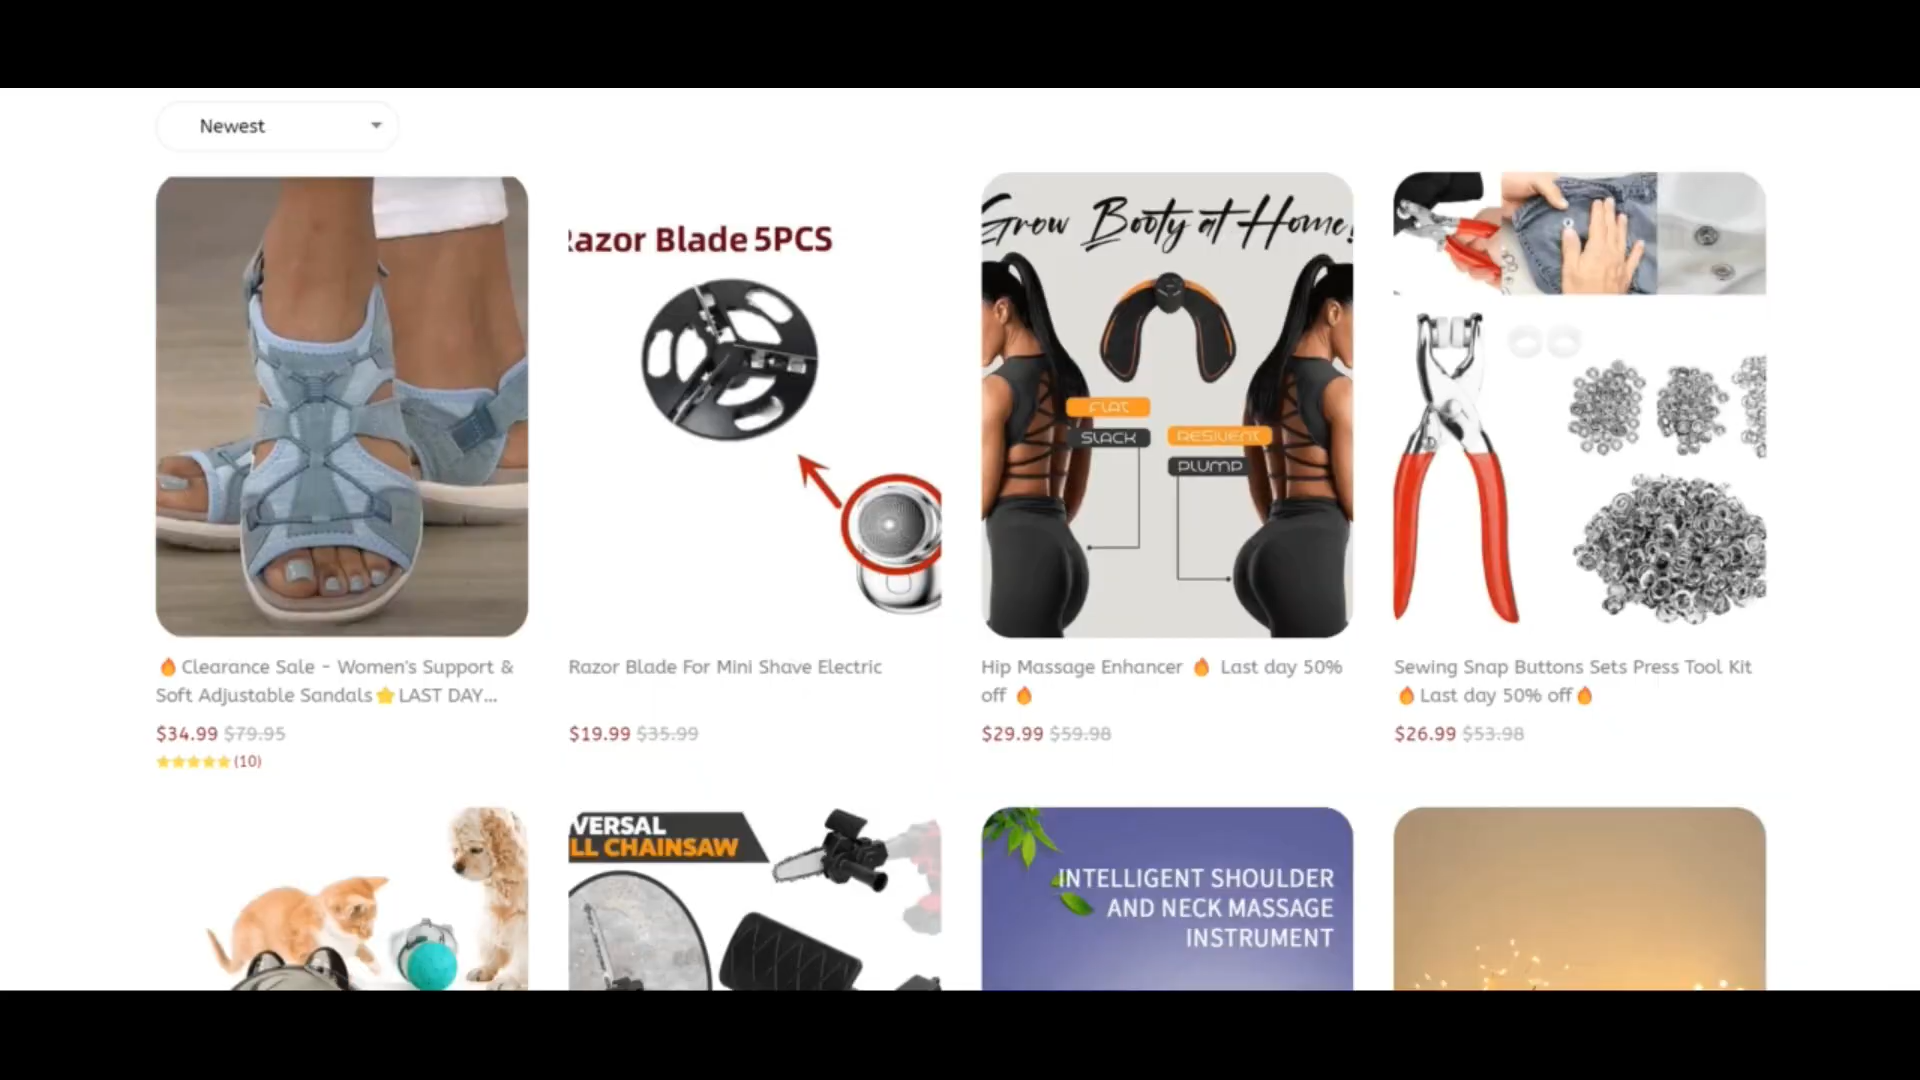 Newest
Razor Blade 5PCS
Grow Booty at Home!
FLAT
SLACK
RESILIENT
PLUMP
🔥Clearance Sale - Women's Support &
Soft Adjustable Sandals⭐LAST DAY...
$34.99 $79.95
(10)
Razor Blade For Mini Shave Electric
$19.99 $35.99
Hip Massage Enhancer 🔥 Last day 50%
off 🔥
$29.99 $59.98
Sewing Snap Buttons Sets Press Tool Kit
🔥Last day 50% off🔥
$26.99 $53.98
VERSAL
LL CHAINSAW
INTELLIGENT SHOULDER
AND NECK MASSAGE
INSTRUMENT